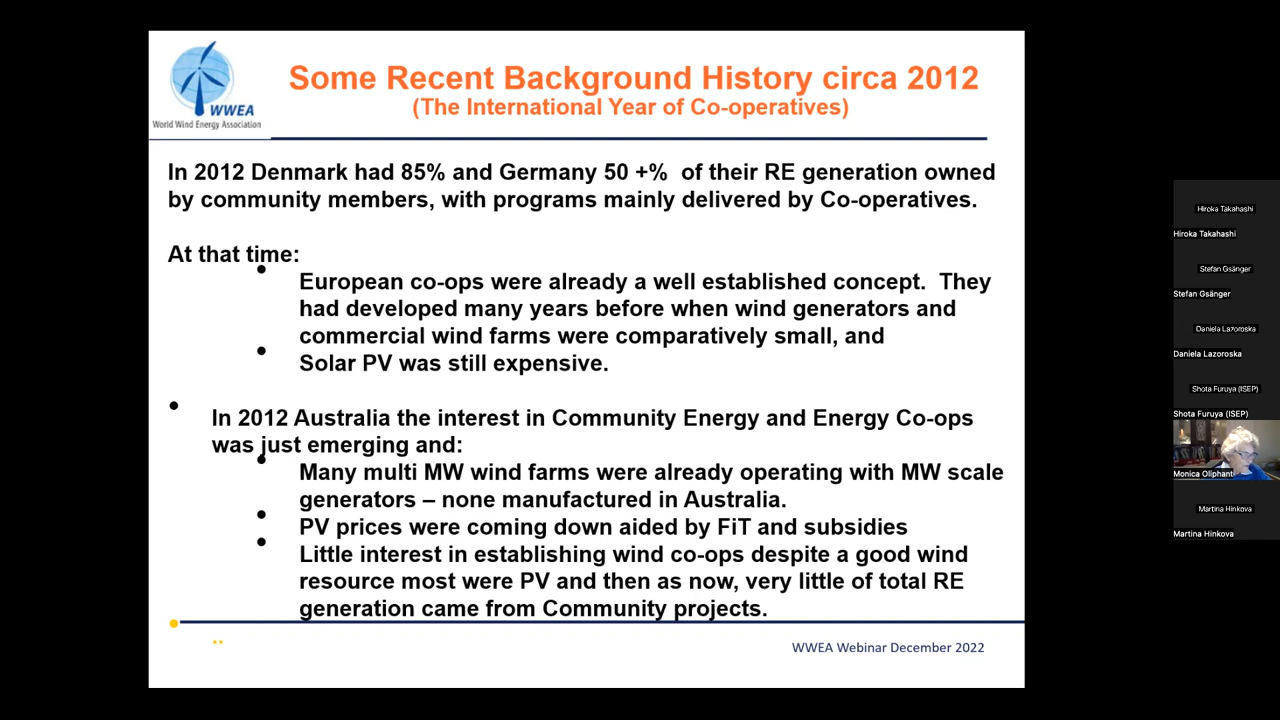 WWEA
World Wind Energy Association
Some Recent Background History circa 2012
(The International Year of Co-operatives)
In 2012 Denmark had 85% and Germany 50 +% of their RE generation owned
by community members, with programs mainly delivered by Co-operatives.
At that time:
• European co-ops were already a well established concept. They
had developed many years before when wind generators and
commercial wind farms were comparatively small, and
• Solar PV was still expensive.
• In 2012 Australia the interest in Community Energy and Energy Co-ops
was just emerging and:
• Many multi MW wind farms were already operating with MW scale
generators – none manufactured in Australia.
• PV prices were coming down aided by FiT and subsidies
• Little interest in establishing wind co-ops despite a good wind
resource most were PV and then as now, very little of total RE
generation came from Community projects.
WWEA Webinar December 2022
Hiroka Takahashi
Hiroka Takahashi
Stefan Gsänger
Stefan Gsänger
Daniela Lazoroska
Daniela Lazoroska
Shota Furuya (ISEP)
Shota Furuya (ISEP)
Monica Oliphant
Martina Hinkova
Martina Hinkova